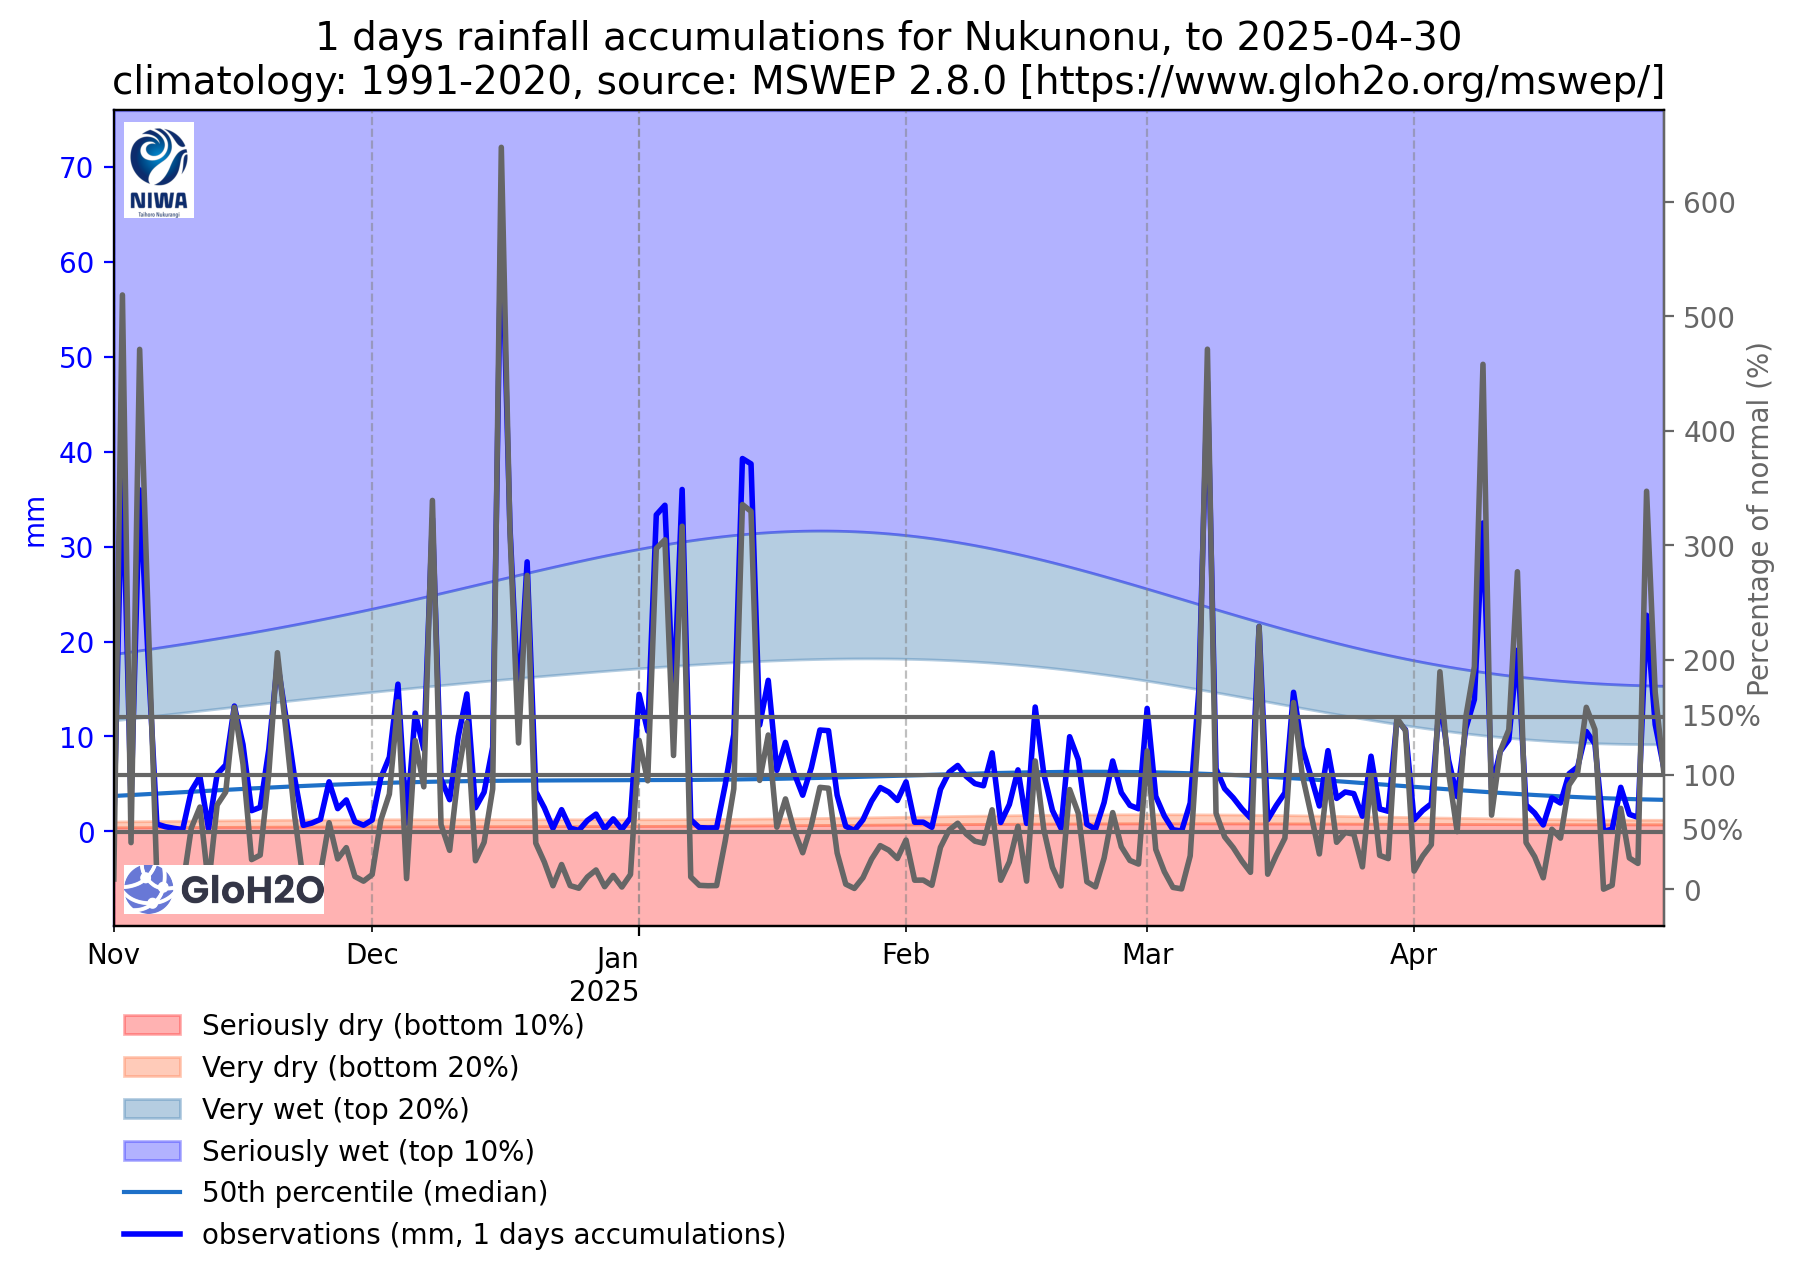 1 days rainfall accumulations for Nukunonu, to 2025-04-30
climatology: 1991-2020, source: MSWEP 2.8.0 [https://www.gloh2o.org/mswep/]
NIWA
Taihoro Nukurangi
70
60
50
40
30
20
10
0
mm
600
500
400
300
200
150%
100
50%
0
Percentage of normal (%)
GloH2O
Nov
Dec
Jan
2025
Feb
Mar
Apr
Seriously dry (bottom 10%)
Very dry (bottom 20%)
Very wet (top 20%)
Seriously wet (top 10%)
50th percentile (median)
observations (mm, 1 days accumulations)